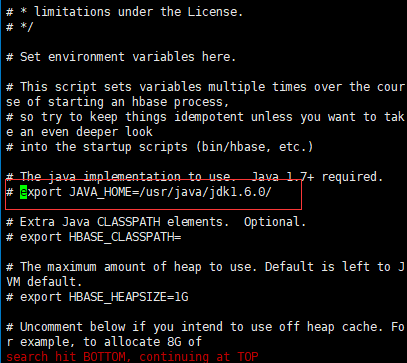 # * limitations under the License.
# */
# Set environment variables here.
# This script sets variables multiple times over the cour
se of starting an hbase process,
# so try to keep things idempotent unless you want to tak
e an even deeper look
# into the startup scripts (bin/hbase, etc.)
# The java implementation to use.  Java 1.7+ required.
# export JAVA_HOME=/usr/java/jdk1.6.0/
# Extra Java CLASSPATH elements.  Optional.
# export HBASE_CLASSPATH=
# The maximum amount of heap to use. Default is left to J
VM default.
# export HBASE_HEAPSIZE=1G
# Uncomment below if you intend to use off heap cache. Fo
r example, to allocate 8G of
search hit BOTTOM, continuing at TOP